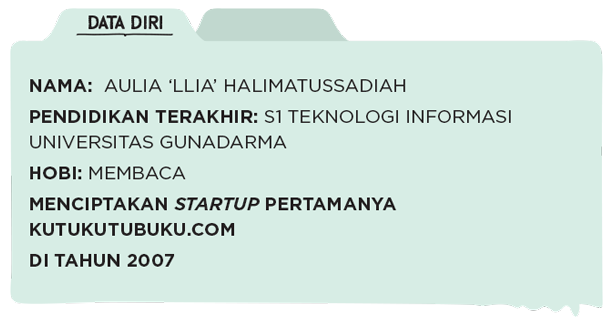 DATA DIRI
NAMA: AULIA ‘LLIA’ HALIMATUSSADIAH
PENDIDIKAN TERAKHIR: S1 TEKNOLOGI INFORMASI
UNIVERSITAS GUNADARMA
HOBI: MEMBACA
MENCIPTAKAN STARTUP PERTAMANYA
KUTUKUTUBUKU.COM
DI TAHUN 2007